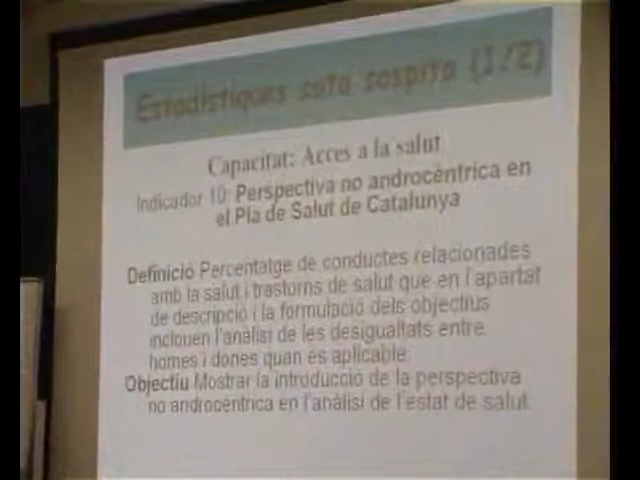 Estadístiques sota sospita (1/2)
Capacitat: Acces a la salut
Indicador 10: Perspectiva no androcèntrica en
el Pla de Salut de Catalunya
Definició Percentatge de conductes relacionades
amb la salut i trastorns de salut que en l'apartat
de descripció i la formulació dels objectius
inclouen l'analisi de les desigualtats entre
homes i dones quan és aplicable.
Objectiu Mostrar la introducció de la perspectiva
no androcèntrica en l'anàlisi de l'estat de salut